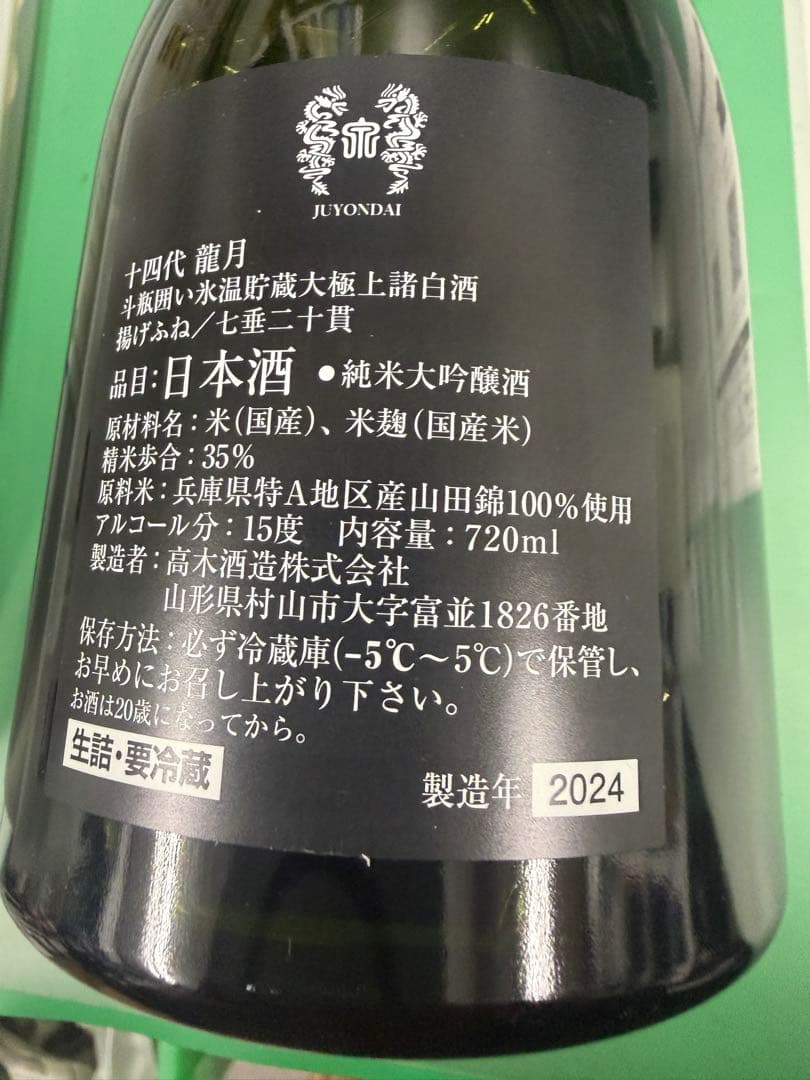 JUYONDAI
十四代 龍月
斗瓶囲い氷温貯蔵大極上諸白酒
揚げふね／七垂二十貫
品目：日本酒 ●純米大吟醸酒
原材料名：米（国産）、米麹（国産米）
精米歩合：35%
原料米：兵庫県特A地区産山田錦100%使用
アルコール分：15度 内容量：720ml
製造者：高木酒造株式会社
山形県村山市大字富並1826番地
保存方法：必ず冷蔵庫(-5℃～5℃)で保管し、
お早めにお召し上がり下さい。
お酒は20歳になってから。
生詰・要冷蔵
製造年 2024